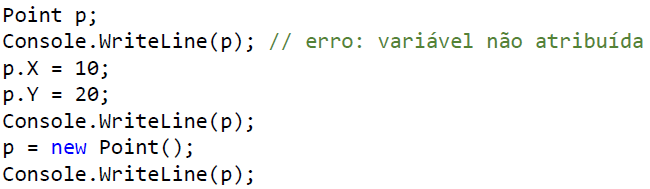 Point p;
Console.WriteLine(p); // erro: variável não atribuída
p.X = 10;
p.Y = 20;
Console.WriteLine(p);
p = new Point();
Console.WriteLine(p);